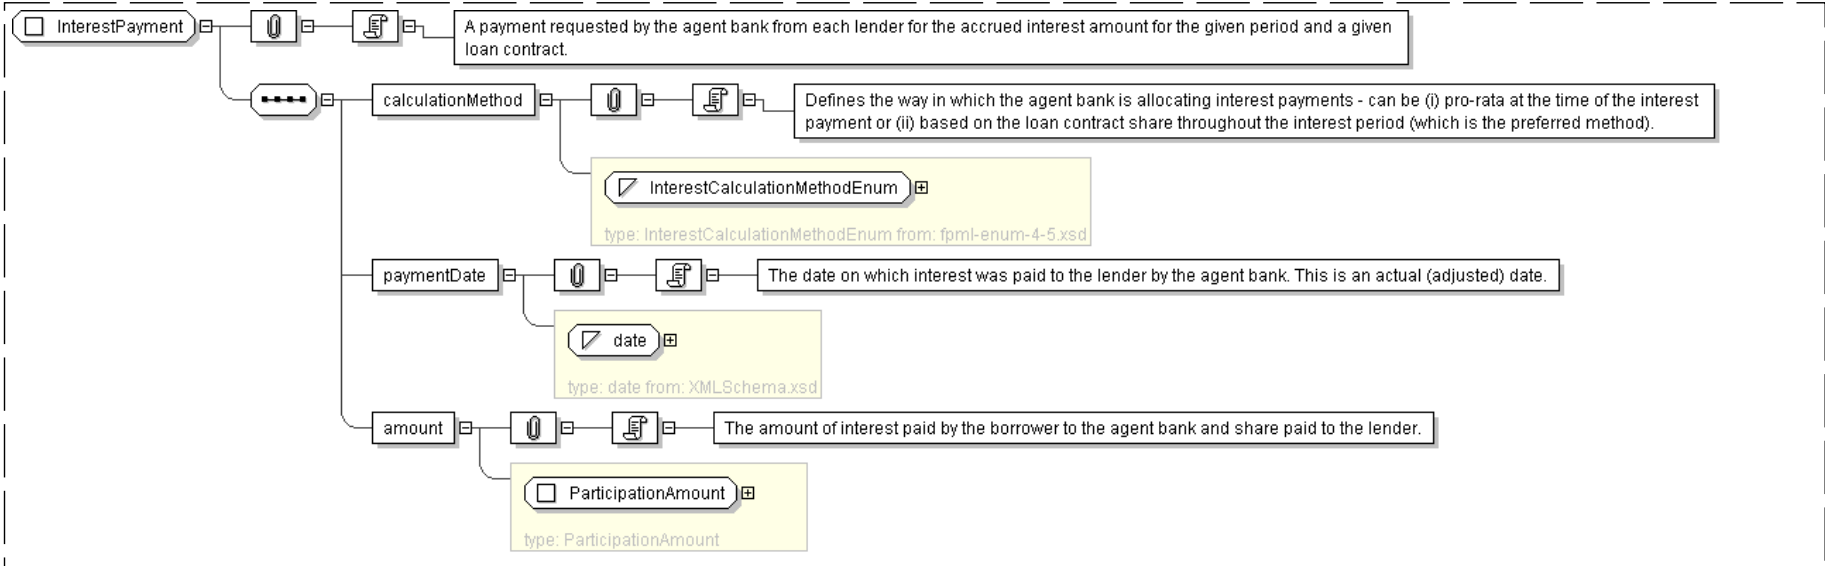 InterestPayment
A payment requested by the agent bank from each lender for the accrued interest amount for the given period and a given
loan contract.
calculationMethod
Defines the way in which the agent bank is allocating interest payments - can be (i) pro-rata at the time of the interest
payment or (ii) based on the loan contract share throughout the interest period (which is the preferred method).
InterestCalculationMethodEnum
type: InterestCalculationMethodEnum from: fpml-enum-4-5.xsd
paymentDate
The date on which interest was paid to the lender by the agent bank. This is an actual (adjusted) date.
date
type: date from: XMLSchema.xsd
amount
The amount of interest paid by the borrower to the agent bank and share paid to the lender.
ParticipationAmount
type: ParticipationAmount